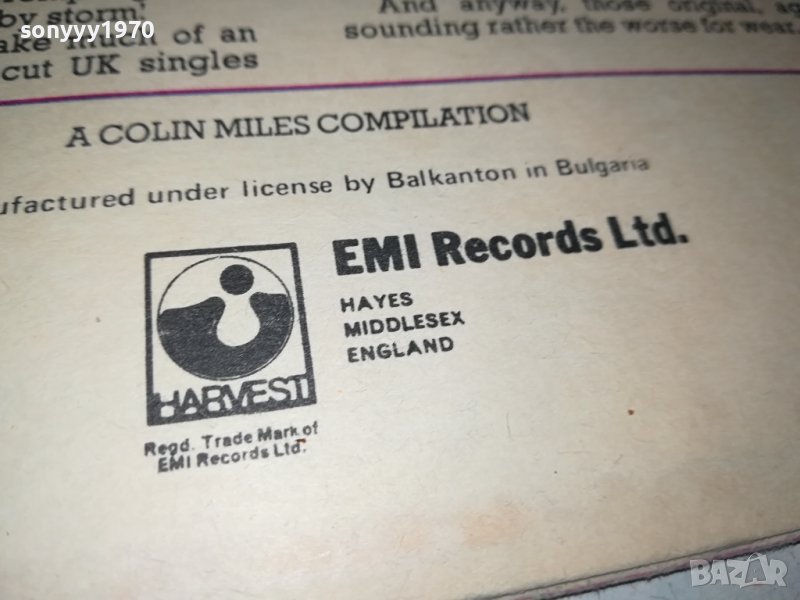 sonyyy1970
by storm'
make much of an
cut UK singles
And anyway, those original,
sounding rather the worse for wear.
A COLIN MILES COMPILATION
ufactured under license by Balkanton in Bulgaria
HARVEST
Regd. Trade Mark of
EMI Records Ltd.
EMI Records Ltd.
HAYES
MIDDLESEX
ENGLAND
BAZAR